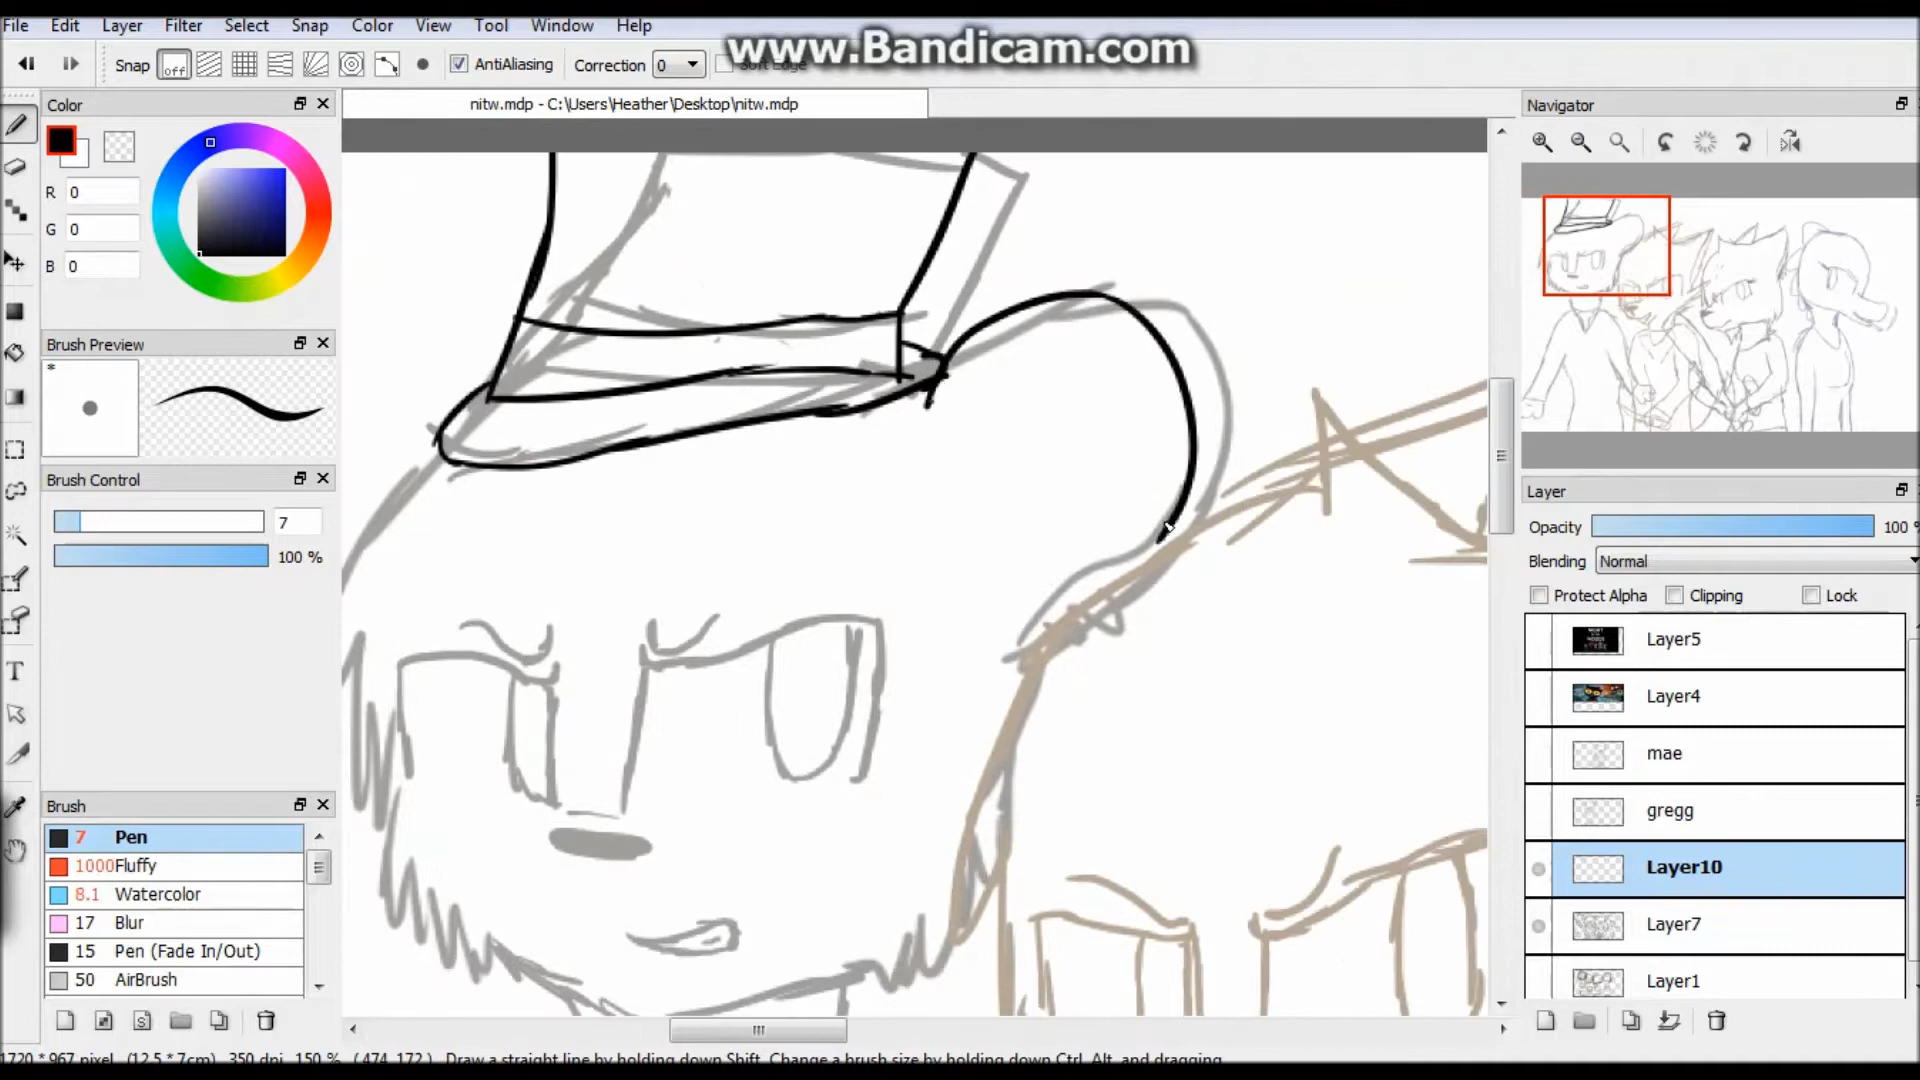 File Edit Layer Filter Select Snap Color View Tool Window Help
www.Bandicam.com
Snap off AntiAliasing Correction 0 Soft Edge
Color
nitw.mdp - C:\Users\Heather\Desktop\nitw.mdp
Navigator
R 0
G 0
B 0
Brush Preview
*
Brush Control
7
100 %
Layer
Opacity 100 %
Blending Normal
Protect Alpha Clipping Lock
Layer5
Layer4
mae
gregg
Layer10
Layer7
Layer1
Brush
7 Pen
1000 Fluffy
8.1 Watercolor
17 Blur
15 Pen (Fade In/Out)
50 AirBrush
1720 * 967 pixel (12.5 * 7cm) 350 dpi 150 % ( 474, 172 ) Draw a straight line by holding down Shift, Change a brush size by holding down Ctrl, Alt, and dragging